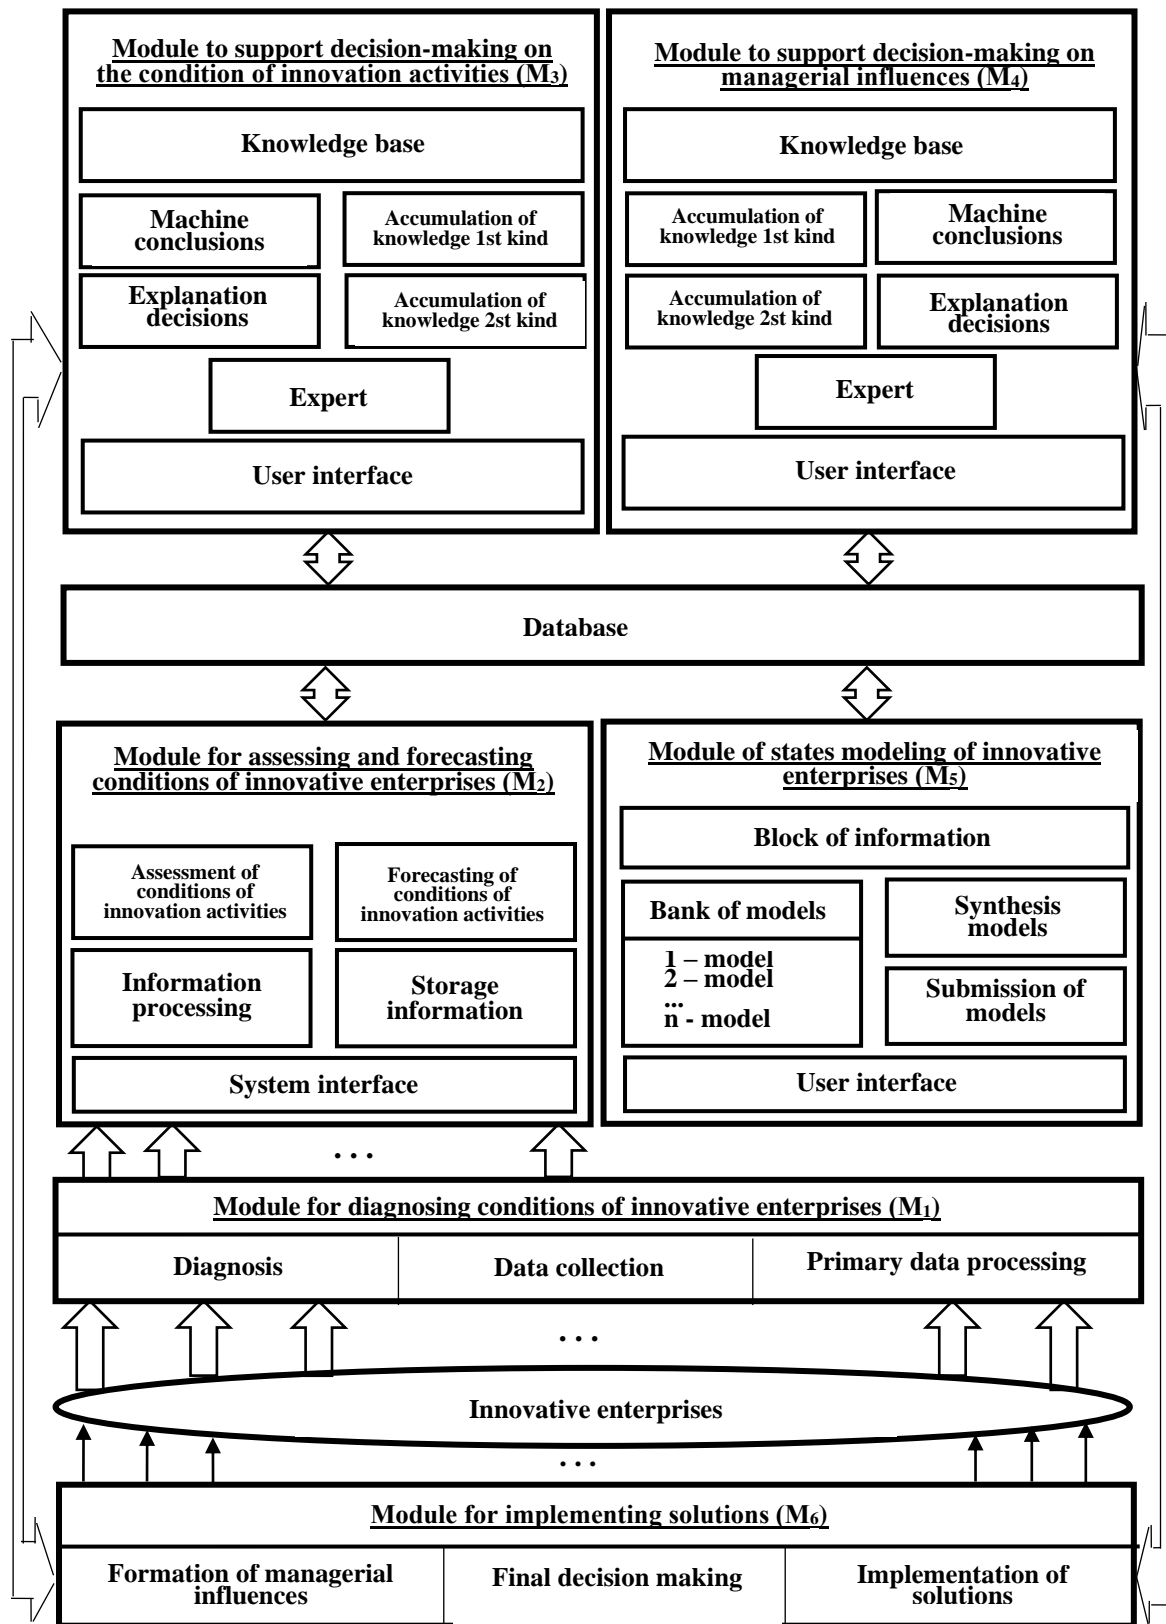 Module to support decision-making on
the condition of innovation activities (M3)
Knowledge base
Machine
conclusions
Accumulation of
knowledge 1st kind
Explanation
decisions
Accumulation of
knowledge 2st kind
Expert
User interface
Module to support decision-making on
managerial influences (M4)
Knowledge base
Accumulation of
knowledge 1st kind
Machine
conclusions
Accumulation of
knowledge 2st kind
Explanation
decisions
Expert
User interface
Database
Module for assessing and forecasting
conditions of innovative enterprises (M2)
Assessment of
conditions of
innovation activities
Forecasting of
conditions of
innovation activities
Information
processing
Storage
information
System interface
Module of states modeling of innovative
enterprises (M5)
Block of information
Bank of models
1 – model
2 – model
...
n - model
Synthesis
models
Submission of
models
User interface
. . .
Module for diagnosing conditions of innovative enterprises (M1)
Diagnosis
Data collection
Primary data processing
. . .
Innovative enterprises
. . .
Module for implementing solutions (M6)
Formation of managerial
influences
Final decision making
Implementation of
solutions